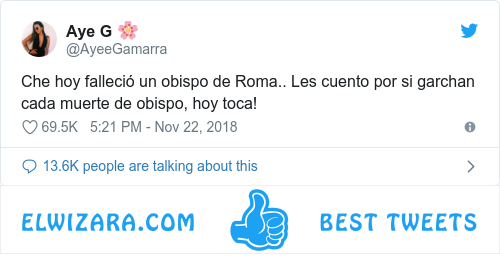 Aye G 🌸
@AyeeGamarra
Che hoy falleció un obispo de Roma.. Les cuento por si garchan
cada muerte de obispo, hoy toca!
69.5K 5:21 PM - Nov 22, 2018
13.6K people are talking about this
ELWIZARA.COM BEST TWEETS